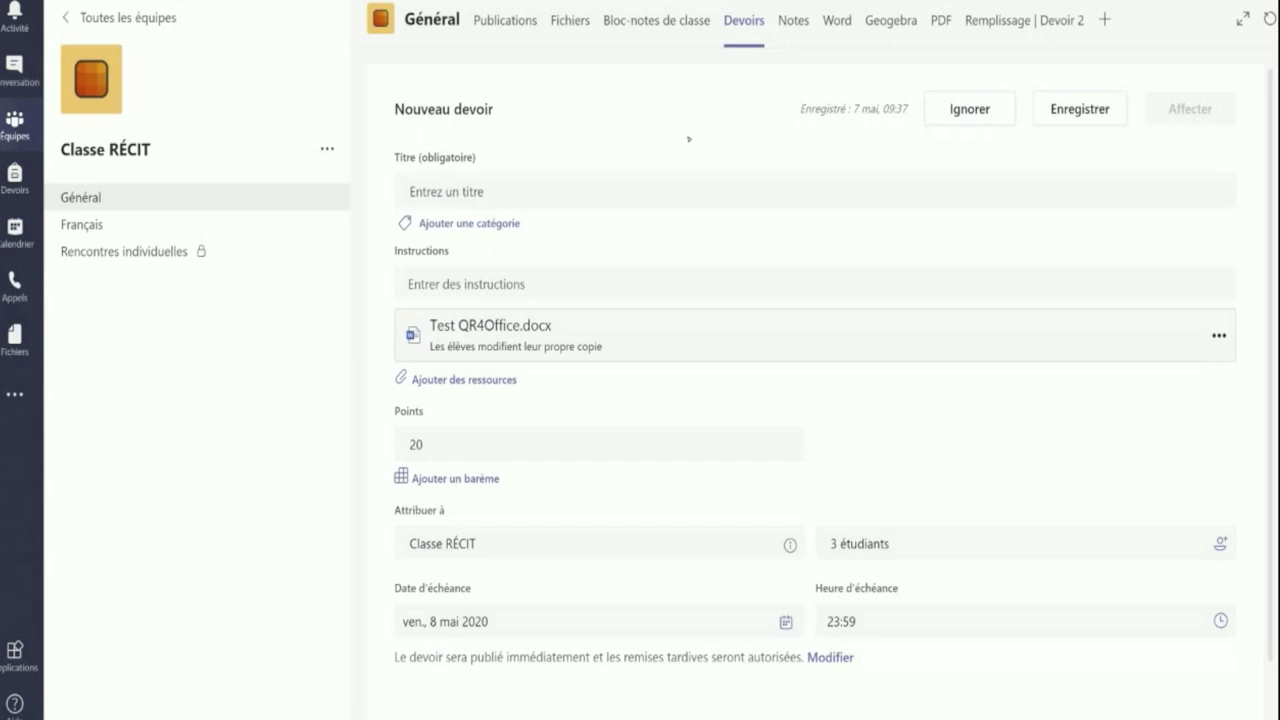 Activité
nversation
Équipes
Devoirs
alendrier
Appels
Fichiers
...
plications
Toutes les équipes
Classe RÉCIT
...
Général
Français
Rencontres individuelles
Général Publications Fichiers Bloc-notes de classe Devoirs Notes Word Geogebra PDF Remplissage | Devoir 2 +
Nouveau devoir
Enregistré : 7 mai, 09:37
Ignorer
Enregistrer
Affecter
Titre (obligatoire)
Entrez un titre
Ajouter une catégorie
Instructions
Entrer des instructions
Test QR4Office.docx
Les élèves modifient leur propre copie
Ajouter des ressources
Points
20
Ajouter un barème
Attribuer à
Classe RÉCIT
3 étudiants
Date d'échéance
Heure d'échéance
ven., 8 mai 2020
23:59
Le devoir sera publié immédiatement et les remises tardives seront autorisées. Modifier